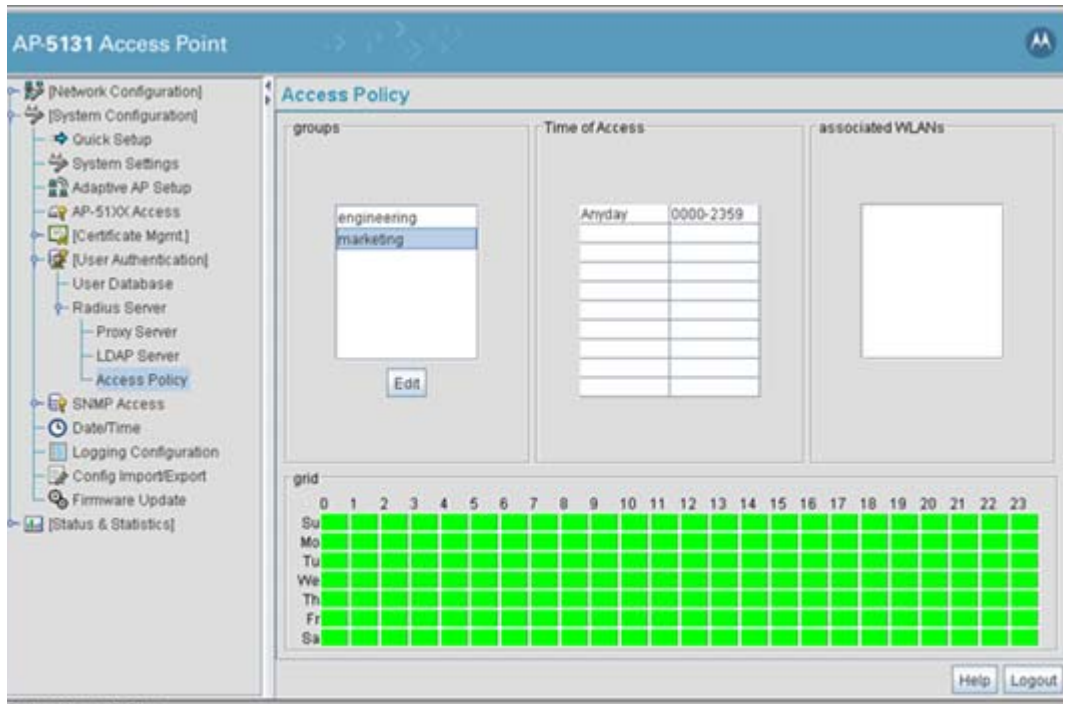 AP-5131 Access Point
[Network Configuration]
[System Configuration]
Quick Setup
System Settings
Adaptive AP Setup
AP-51XX Access
[Certificate Mgmt.]
[User Authentication]
User Database
Radius Server
Proxy Server
LDAP Server
Access Policy
SNMP Access
Date/Time
Logging Configuration
Config Import/Export
Firmware Update
[Status & Statistics]
Access Policy
groups
engineering
marketing
Edit
Time of Access
Anyday 0000-2359
associated WLANs
grid
0 1 2 3 4 5 6 7 8 9 10 11 12 13 14 15 16 17 18 19 20 21 22 23
Su
Mo
Tu
We
Th
Fr
Sa
Help Logout